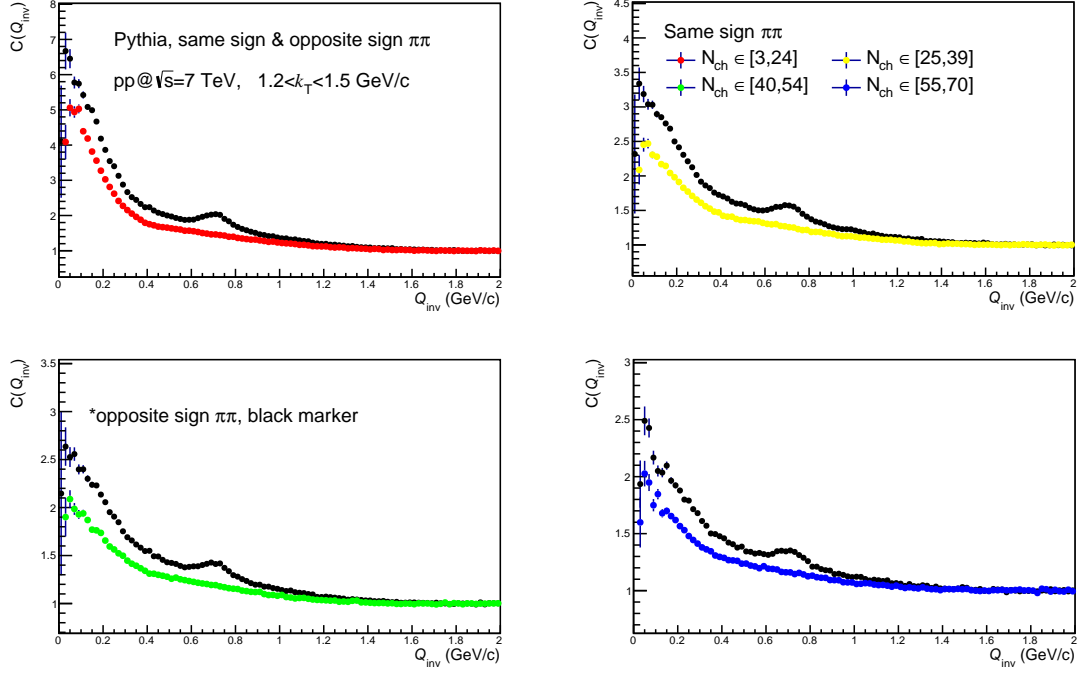 C(Q_inv)
8
7
6
5
4
3
2
1
Pythia, same sign & opposite sign ππ
pp@√s=7 TeV, 1.2<k_T<1.5 GeV/c
0 0.2 0.4 0.6 0.8 1 1.2 1.4 1.6 1.8 2
Q_inv (GeV/c)
C(Q_inv)
4.5
4
3.5
3
2.5
2
1.5
1
Same sign ππ
N_ch ∈ [3,24] N_ch ∈ [25,39]
N_ch ∈ [40,54] N_ch ∈ [55,70]
0 0.2 0.4 0.6 0.8 1 1.2 1.4 1.6 1.8 2
Q_inv (GeV/c)
C(Q_inv)
3.5
3
2.5
2
1.5
1
*opposite sign ππ, black marker
0 0.2 0.4 0.6 0.8 1 1.2 1.4 1.6 1.8 2
Q_inv (GeV/c)
C(Q_inv)
3
2.5
2
1.5
1
0 0.2 0.4 0.6 0.8 1 1.2 1.4 1.6 1.8 2
Q_inv (GeV/c)